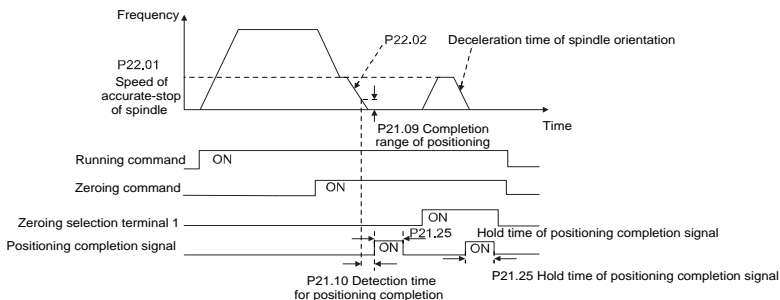 Frequency
P22.02
Deceleration time of spindle orientation
P22.01
Speed of
accurate-stop
of spindle
Time
P21.09 Completion
range of positioning
Running command
ON
Zeroing command
ON
Zeroing selection terminal 1
ON
P21.25
Hold time of positioning completion signal
Positioning completion signal
ON
ON
P21.10 Detection time
for positioning completion
P21.25 Hold time of positioning completion signal